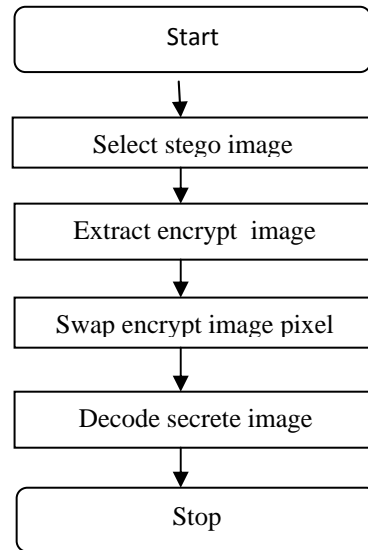 Start
Select stego image
Extract encrypt image
Swap encrypt image pixel
Decode secrete image
Stop